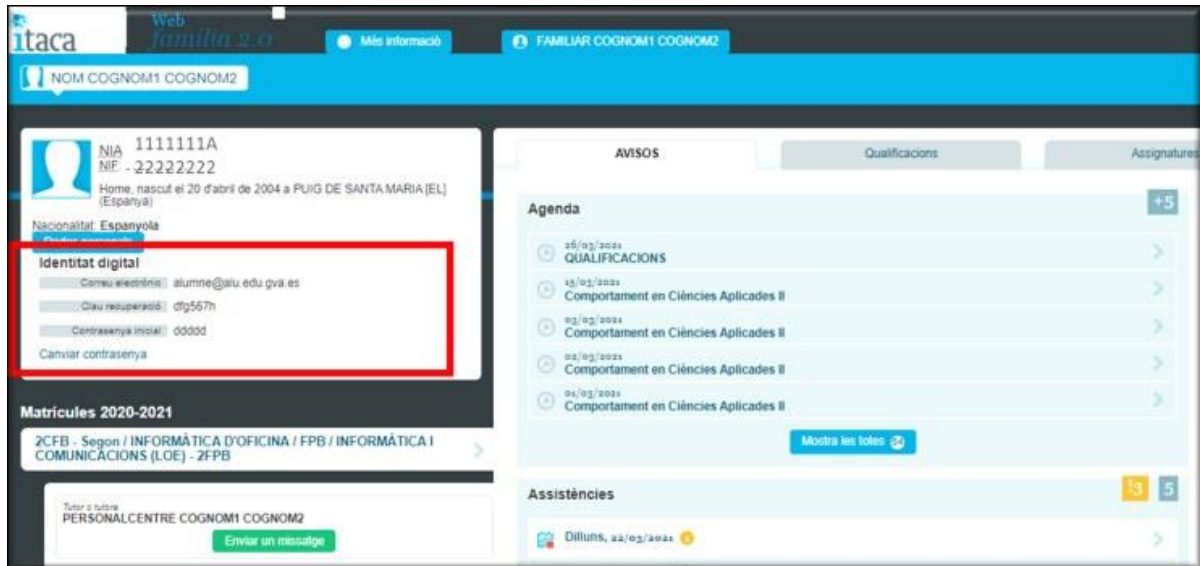 itaca
Web
família 2.0
Més informació
FAMILIAR COGNOM1 COGNOM2
NOM COGNOM1 COGNOM2
NIA 1111111A
NIF - 22222222
Home, nascut el 20 d'abril de 2004 a PUIG DE SANTA MARIA [EL]
(Espanya)
Nacionalitat: Espanyola
Identitat digital
Correu electrònic alumne@alu.edu.gva.es
Clau recuperació dfg567h
Contrasenya inicial ddddd
Canviar contrasenya
Matrícules 2020-2021
2CFB - Segon / INFORMÀTICA D'OFICINA / FPB / INFORMÀTICA I
COMUNICACIONS (LOE) - 2FPB
Tutor o tutora
PERSONALCENTRE COGNOM1 COGNOM2
Enviar un missatge
AVISOS
Qualificacions
Assignatures
Agenda
+5
26/03/2021
QUALIFICACIONS
15/03/2021
Comportament en Ciències Aplicades II
03/03/2021
Comportament en Ciències Aplicades II
02/03/2021
Comportament en Ciències Aplicades II
01/03/2021
Comportament en Ciències Aplicades II
Mostra les totes 24
Assistències
!3 5
Dilluns, 22/03/2021